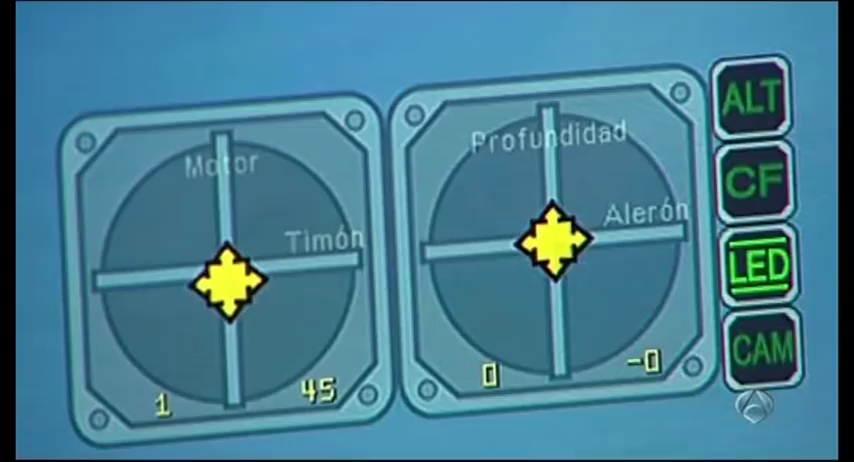 Motor
Timón
1 45
Profundidad
Alerón
0 -0
ALT
CF
LED
CAM